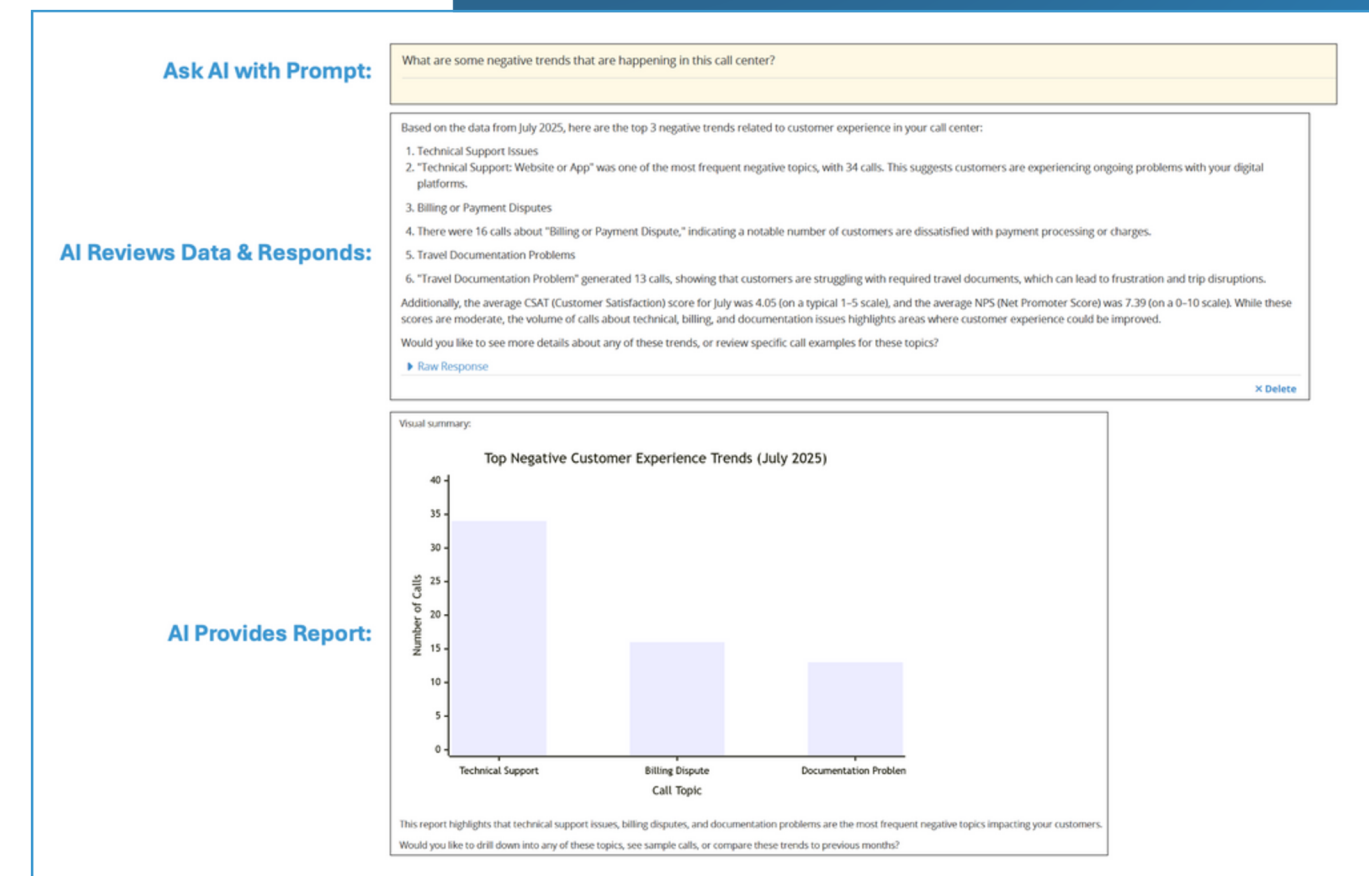 Ask AI with Prompt:
What are some negative trends that are happening in this call center?
AI Reviews Data & Responds:
Based on the data from July 2025, here are the top 3 negative trends related to customer experience in your call center:
1. Technical Support Issues
2. "Technical Support: Website or App" was one of the most frequent negative topics, with 34 calls. This suggests customers are experiencing ongoing problems with your digital
platforms.
3. Billing or Payment Disputes
4. There were 16 calls about "Billing or Payment Dispute," indicating a notable number of customers are dissatisfied with payment processing or charges.
5. Travel Documentation Problems
6. "Travel Documentation Problem" generated 13 calls, showing that customers are struggling with required travel documents, which can lead to frustration and trip disruptions.
Additionally, the average CSAT (Customer Satisfaction) score for July was 4.05 (on a typical 1–5 scale), and the average NPS (Net Promoter Score) was 7.39 (on a 0–10 scale). While these
scores are moderate, the volume of calls about technical, billing, and documentation issues highlights areas where customer experience could be improved.
Would you like to see more details about any of these trends, or review specific call examples for these topics?
Raw Response
× Delete
AI Provides Report:
Visual summary:
Top Negative Customer Experience Trends (July 2025)
40
35
30
25
20
15
10
5
0
Number of Calls
Technical Support
Billing Dispute
Documentation Problen
Call Topic
This report highlights that technical support issues, billing disputes, and documentation problems are the most frequent negative topics impacting your customers.
Would you like to drill down into any of these topics, see sample calls, or compare these trends to previous months?